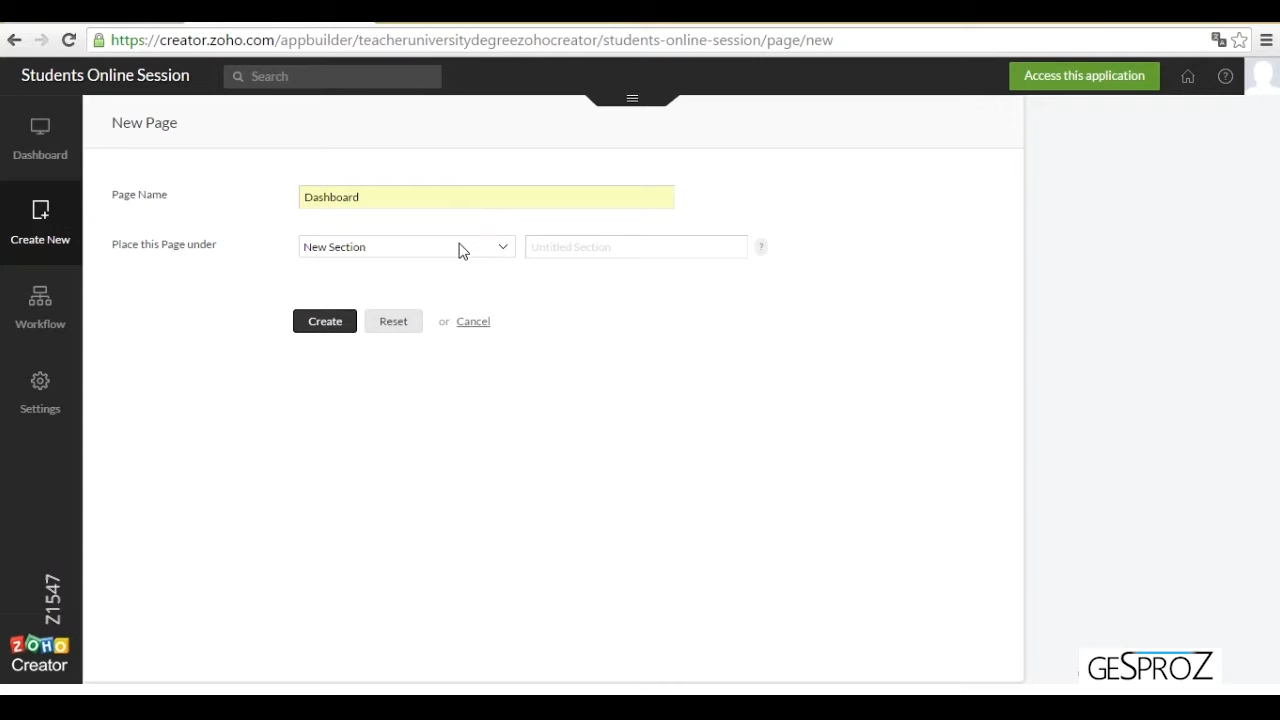 https://creator.zoho.com/appbuilder/teacheruniversitydegreezohocreator/students-online-session/page/new
Students Online Session
Search
Access this application
?
Dashboard
Create New
Workflow
Settings
Z1547
ZOHO
Creator
New Page
Page Name
Dashboard
Place this Page under
New Section
Untitled Section
?
Create
Reset
or
Cancel
GESPROZ